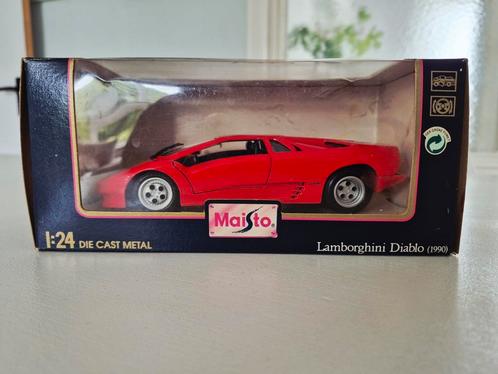 Maisto
1:24 DIE CAST METAL
Lamborghini Diablo (1990)